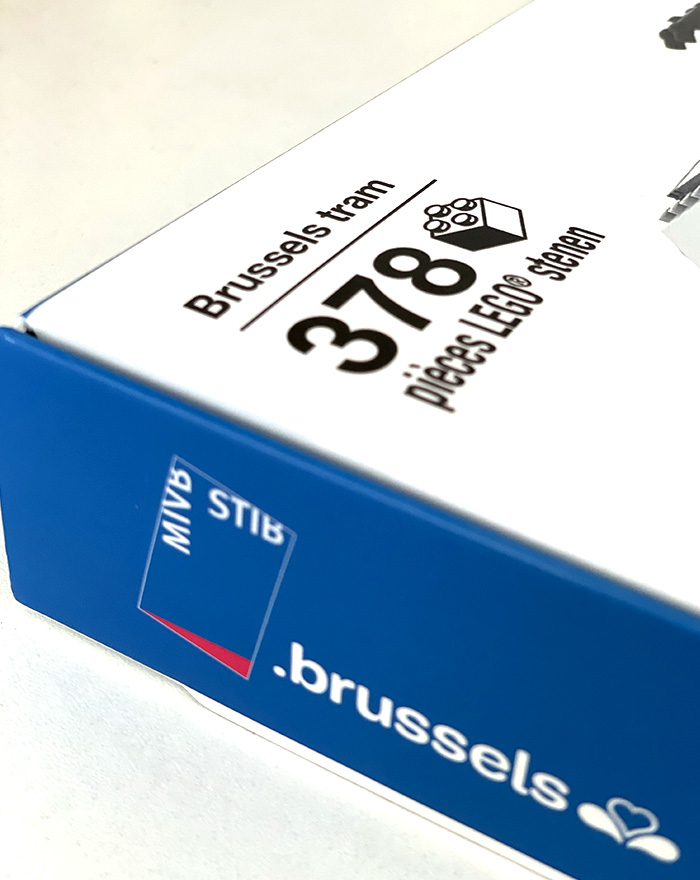 Brussels tram
378
pièces LEGO® stenen
MIVB
STIB
.brussels